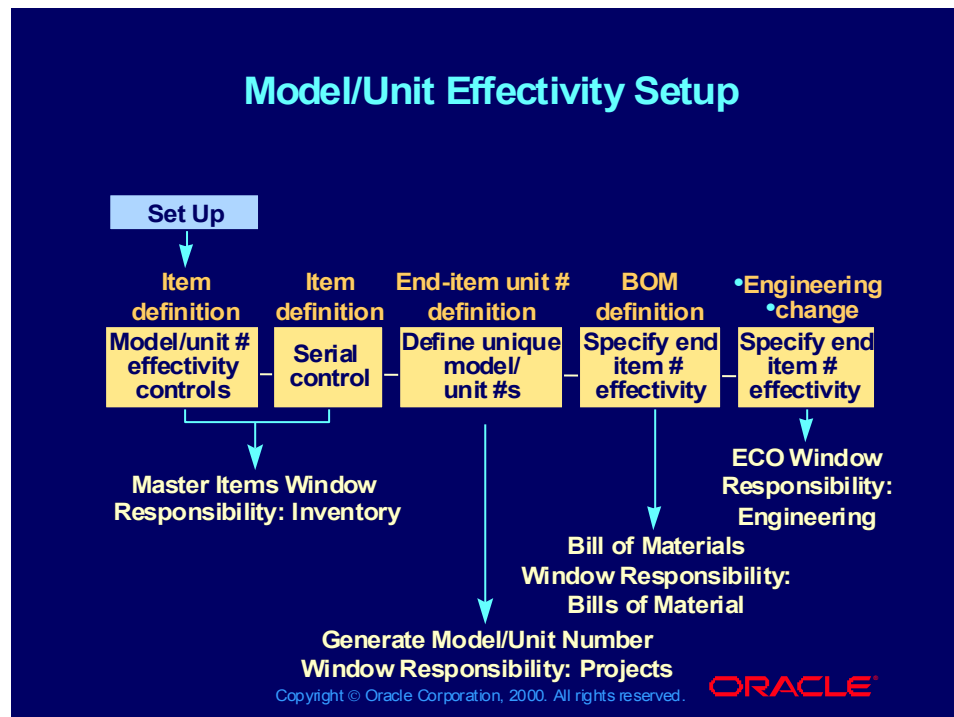 Model/Unit Effectivity Setup
Set Up
Item
definition
Model/unit #
effectivity
controls
Item
definition
Serial
control
End-item unit #
definition
Define unique
model/
unit #s
BOM
definition
Specify end
item #
effectivity
•Engineering
•change
Specify end
item #
effectivity
Master Items Window
Responsibility: Inventory
Generate Model/Unit Number
Window Responsibility: Projects
Bill of Materials
Window Responsibility:
Bills of Material
ECO Window
Responsibility:
Engineering
Copyright © Oracle Corporation, 2000. All rights reserved.
ORACLE®